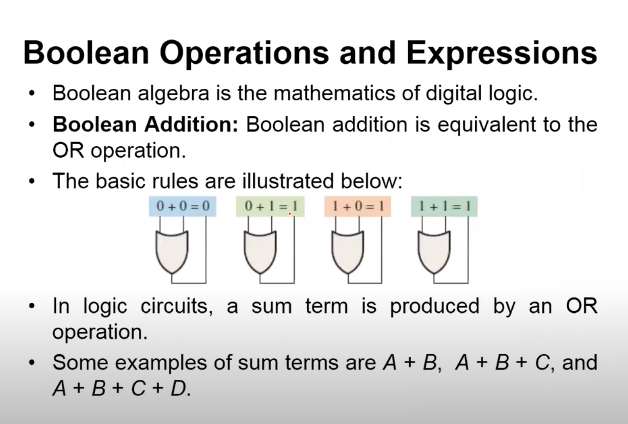 Boolean Operations and Expressions
• Boolean algebra is the mathematics of digital logic.
• Boolean Addition: Boolean addition is equivalent to the
OR operation.
• The basic rules are illustrated below:
0 + 0 = 0 0 + 1 = 1 1 + 0 = 1 1 + 1 = 1
• In logic circuits, a sum term is produced by an OR
operation.
• Some examples of sum terms are A + B, A + B + C, and
A + B + C + D.